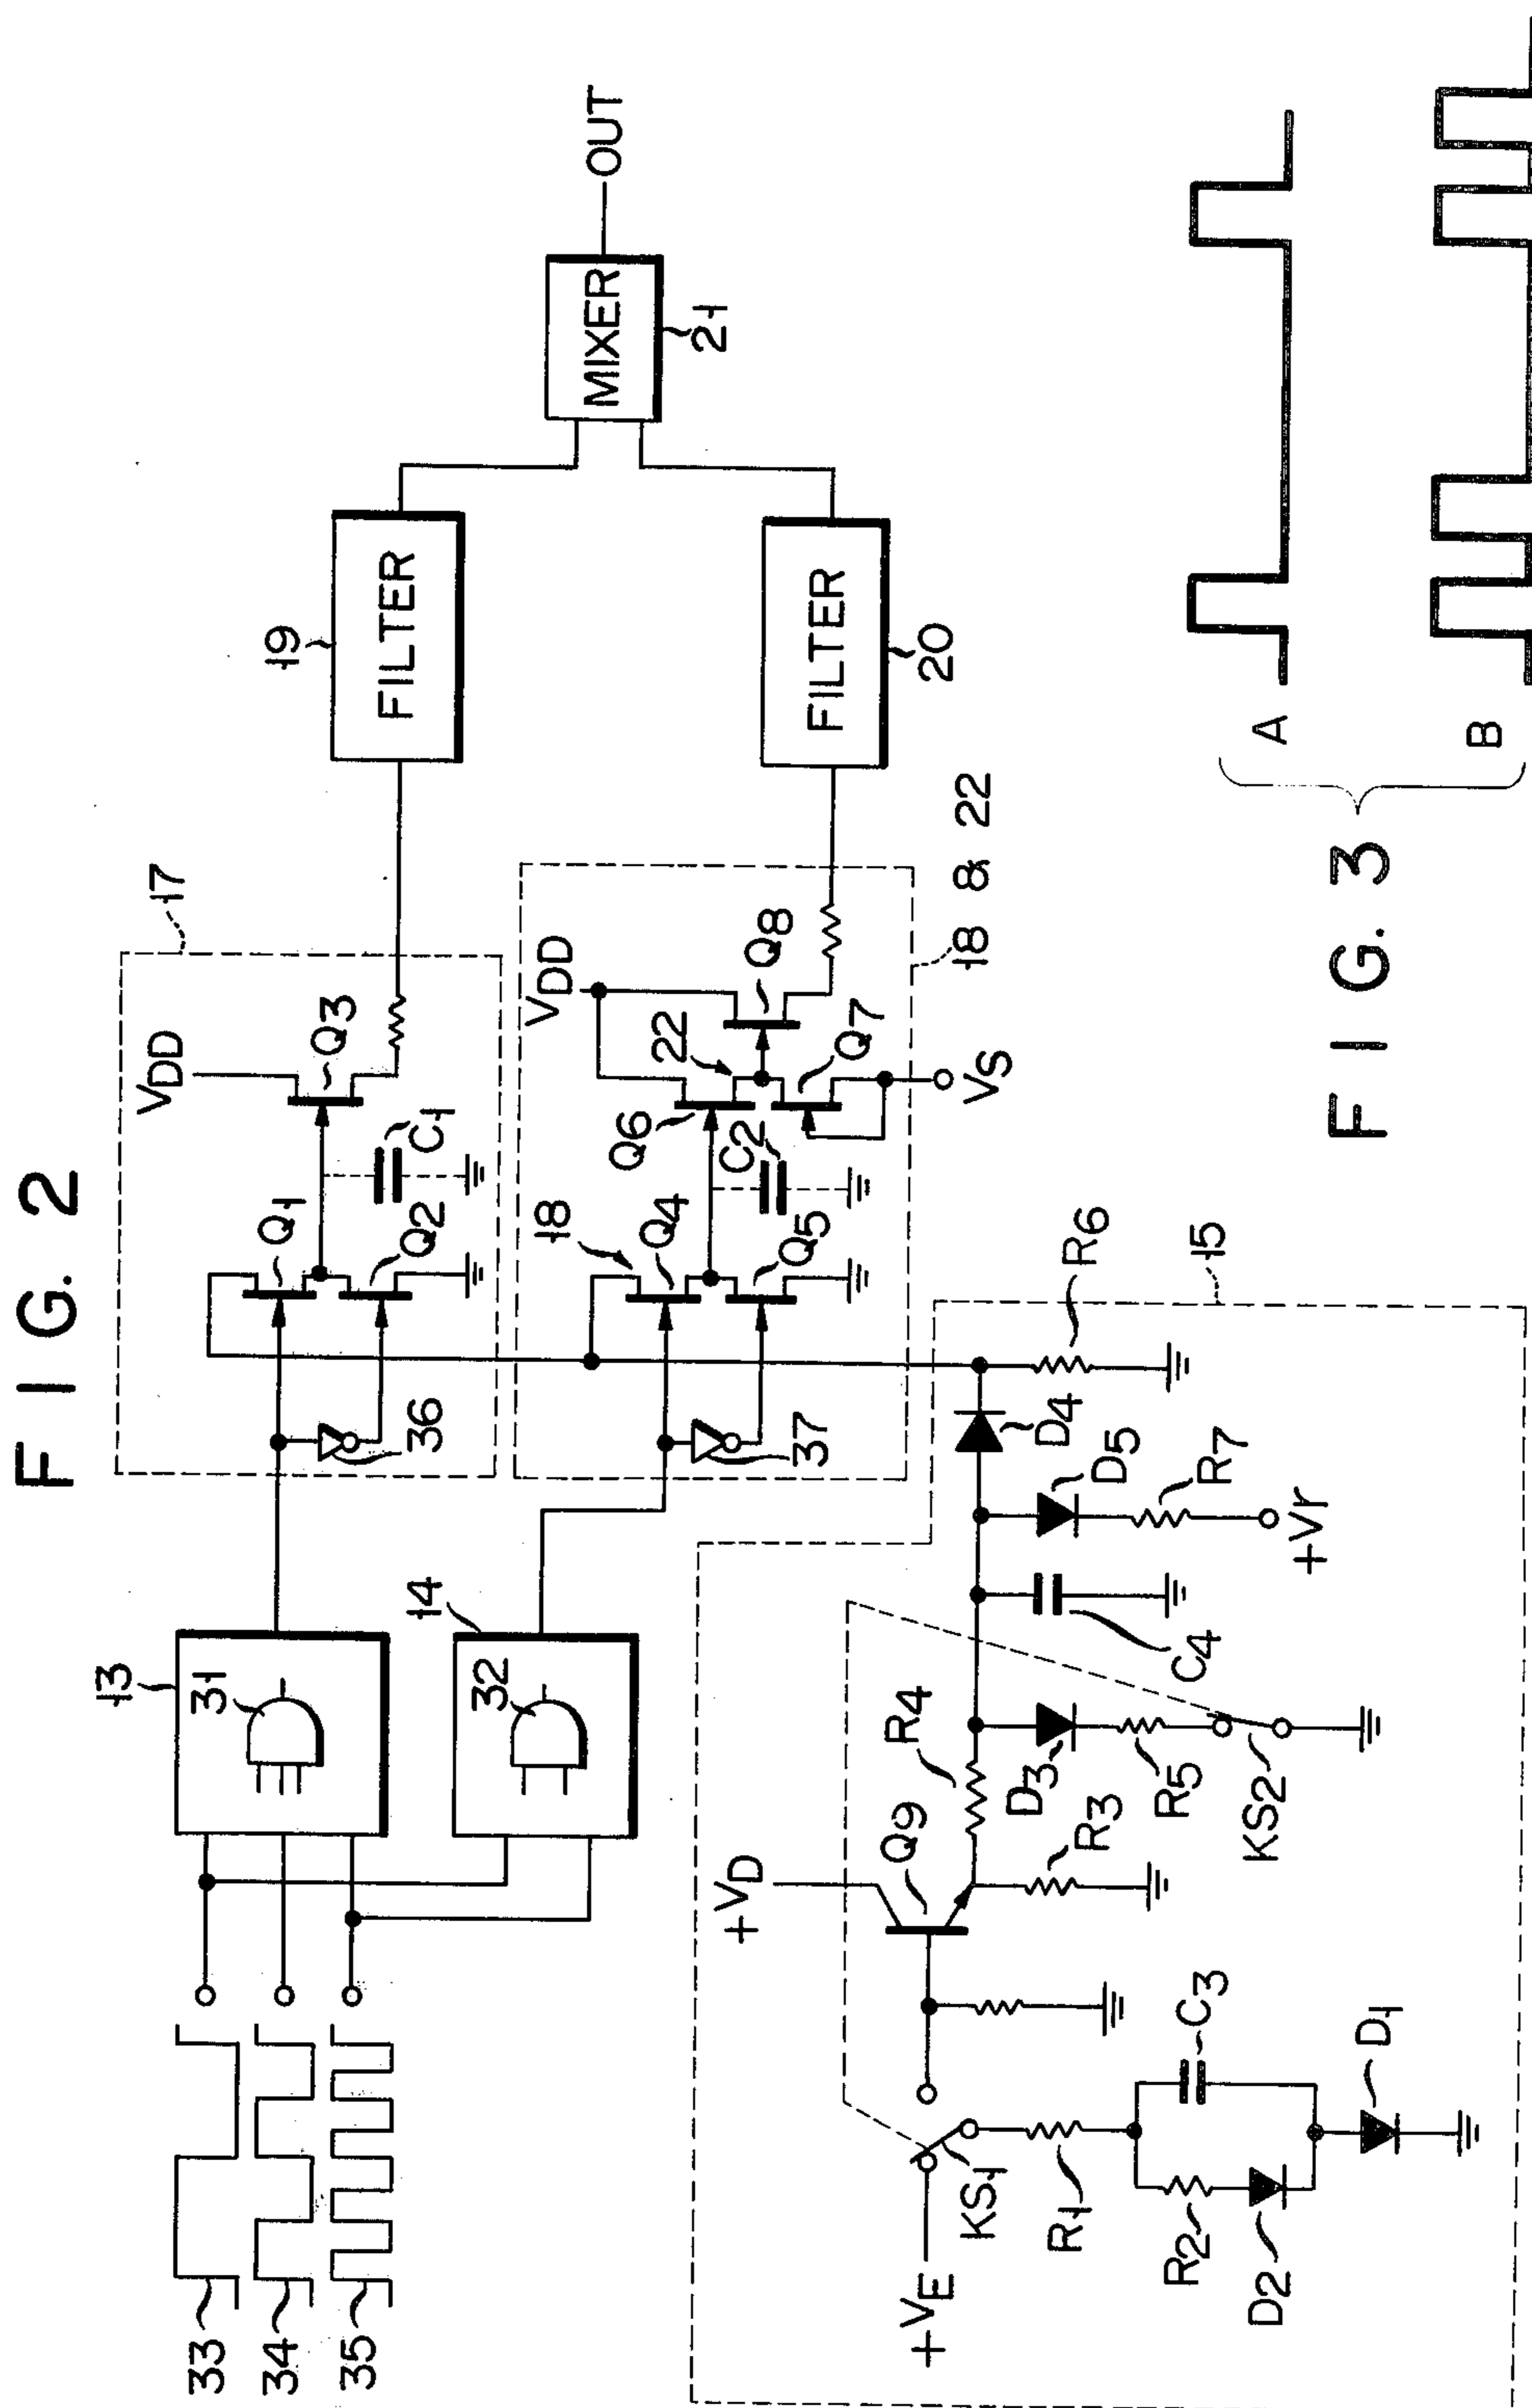 FIG. 2
33
34
35
13
31
14
32
17
36
Q1
Q2
C1
VDD
Q3
19
FILTER
MIXER
21
OUT
18
37
Q4
Q5
C2
Q6
22
VDD
Q8
Q7
VS
18 & 22
FILTER
20
15
+VE
KS1
R1
R2
D2
C3
D1
+VD
Q9
R3
R4
D3
R5
KS2
C4
D5
R7
+Vr
D4
R6
FIG. 3
A
B